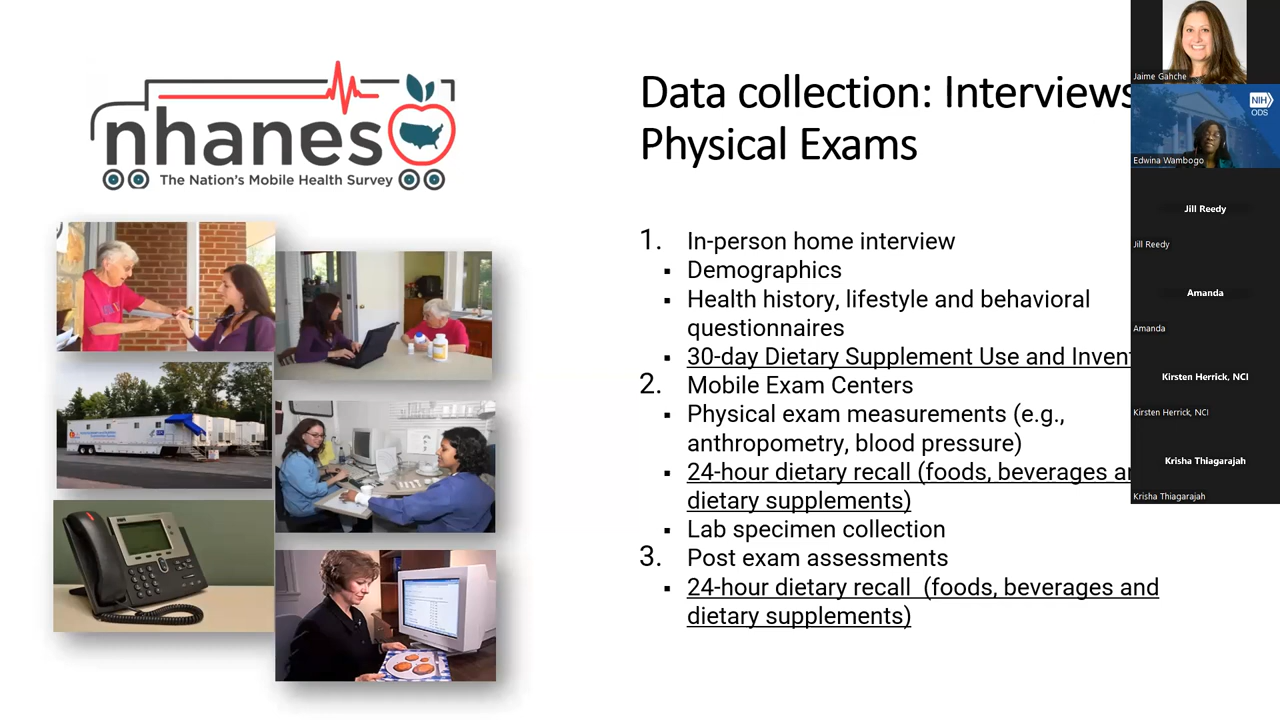 nhanes
The Nation's Mobile Health Survey
Data collection: Interviews
Physical Exams
1. In-person home interview
▪ Demographics
▪ Health history, lifestyle and behavioral
questionnaires
▪ 30-day Dietary Supplement Use and Invent
2. Mobile Exam Centers
▪ Physical exam measurements (e.g.,
anthropometry, blood pressure)
▪ 24-hour dietary recall (foods, beverages an
dietary supplements)
▪ Lab specimen collection
3. Post exam assessments
▪ 24-hour dietary recall (foods, beverages and
dietary supplements)
Jaime Gahche
NIH
ODS
Edwina Wambogo
Jill Reedy
Jill Reedy
Amanda
Amanda
Kirsten Herrick, NCI
Kirsten Herrick, NCI
Krisha Thiagarajah
Krisha Thiagarajah